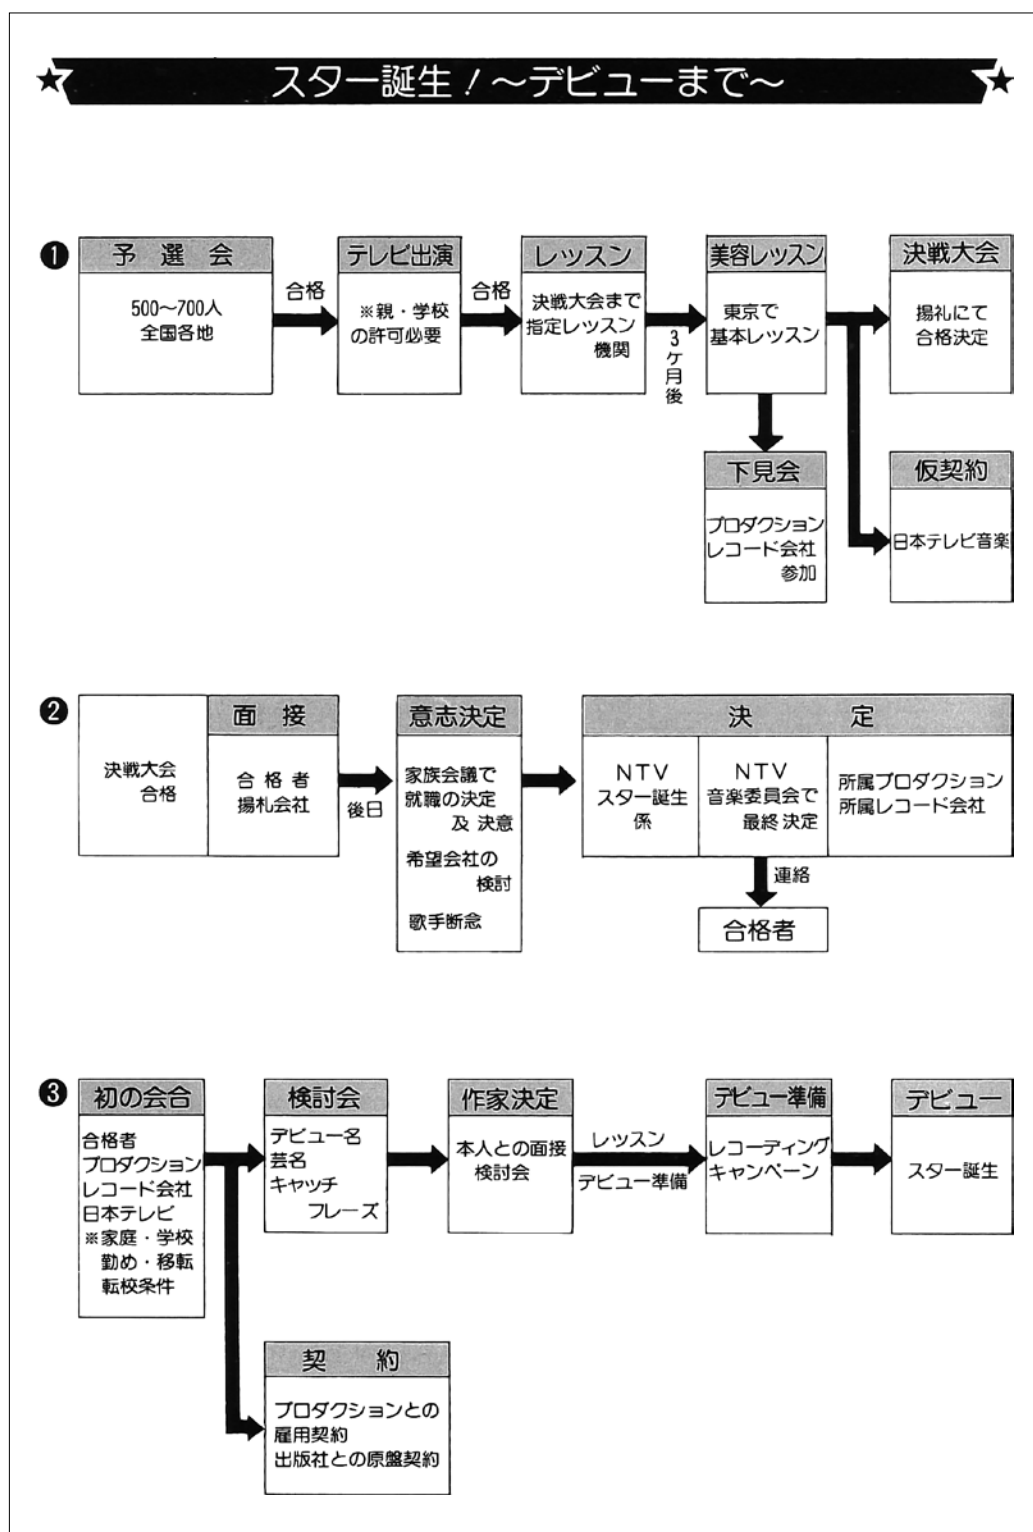 スター誕生!〜デビューまで〜
❶
予選会
500〜700人
全国各地
合格
テレビ出演
※親・学校
の許可必要
合格
レッスン
決戦大会まで
指定レッスン
機関
3ヶ月後
美容レッスン
東京で
基本レッスン
決戦大会
揚礼にて
合格決定
下見会
プロダクション
レコード会社
参加
仮契約
日本テレビ音楽
❷
決戦大会
合格
面接
合格者
揚札会社
後日
意志決定
家族会議で
就職の決定
及決意
希望会社の
検討
歌手断念
決定
NTV
スター誕生
係
NTV
音楽委員会で
最終決定
所属プロダクション
所属レコード会社
連絡
合格者
❸
初の会合
合格者
プロダクション
レコード会社
日本テレビ
※家庭・学校
勤め・移転
転校条件
検討会
デビュー名
芸名
キャッチ
フレーズ
作家決定
本人との面接
検討会
レッスン
デビュー準備
デビュー準備
レコーディング
キャンペーン
デビュー
スター誕生
契約
プロダクションとの
雇用契約
出版社との原盤契約